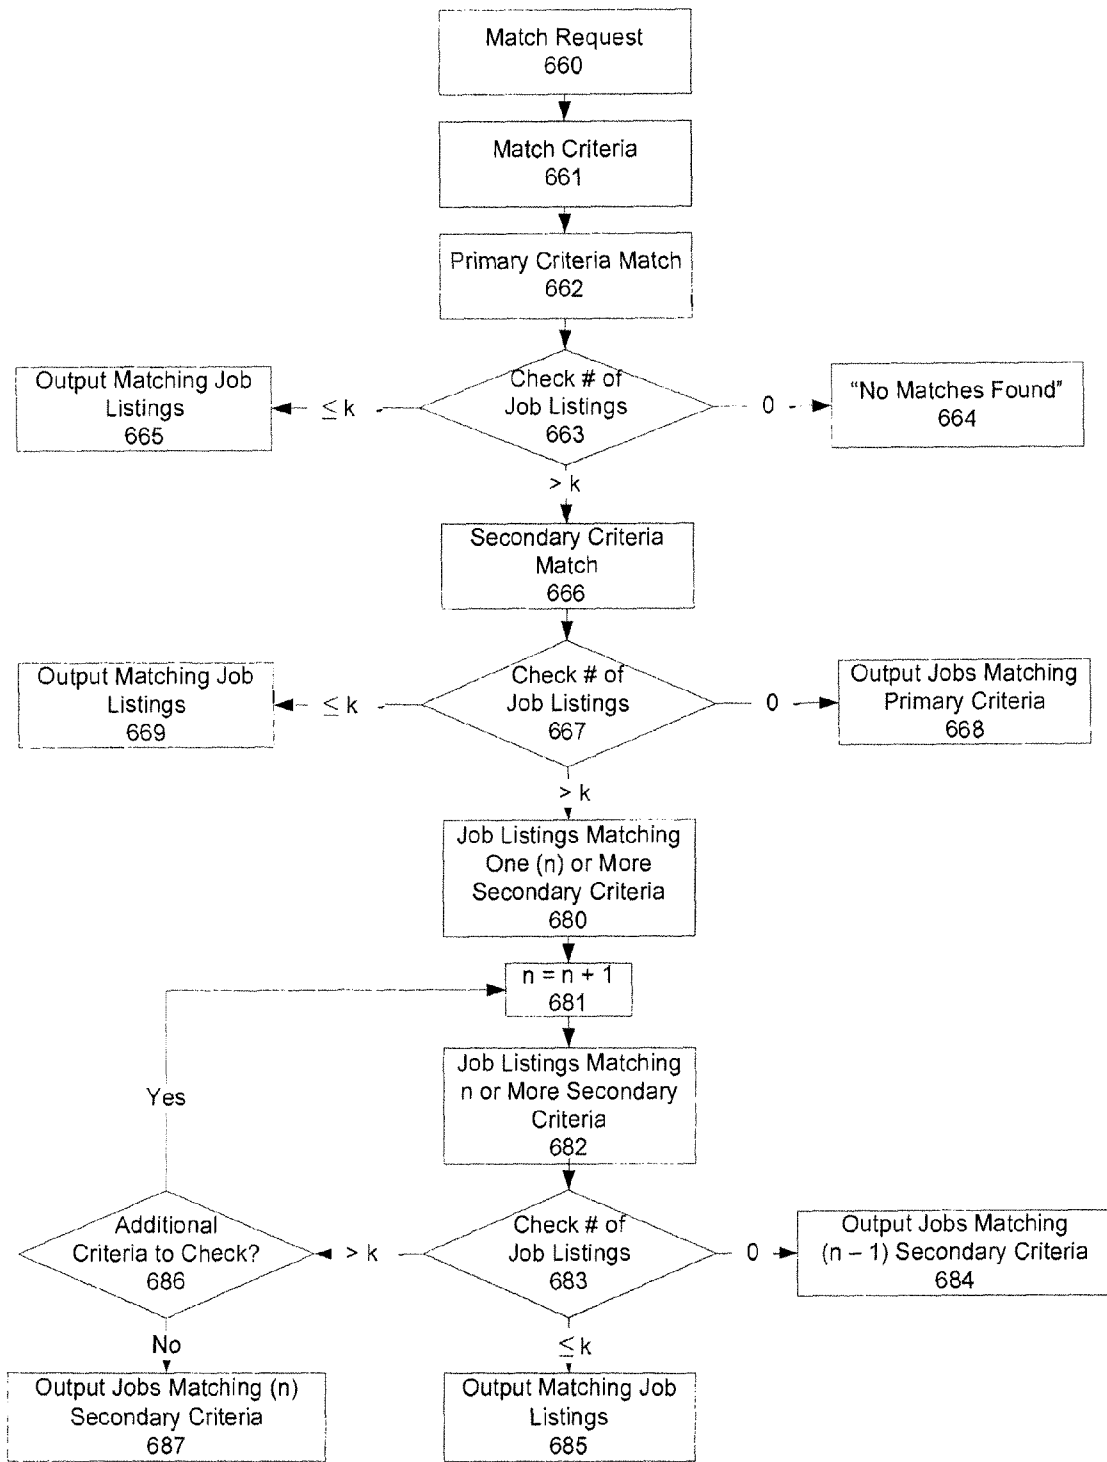 Match Request
660
Match Criteria
661
Primary Criteria Match
662
Output Matching Job
Listings
665
≤ k
Check # of
Job Listings
663
0
“No Matches Found”
664
> k
Secondary Criteria
Match
666
Output Matching Job
Listings
669
≤ k
Check # of
Job Listings
667
0
Output Jobs Matching
Primary Criteria
668
> k
Job Listings Matching
One (n) or More
Secondary Criteria
680
n = n + 1
681
Job Listings Matching
n or More Secondary
Criteria
682
Yes
Additional
Criteria to Check?
686
> k
Check # of
Job Listings
683
0
Output Jobs Matching
(n – 1) Secondary Criteria
684
No
≤ k
Output Jobs Matching (n)
Secondary Criteria
687
Output Matching Job
Listings
685